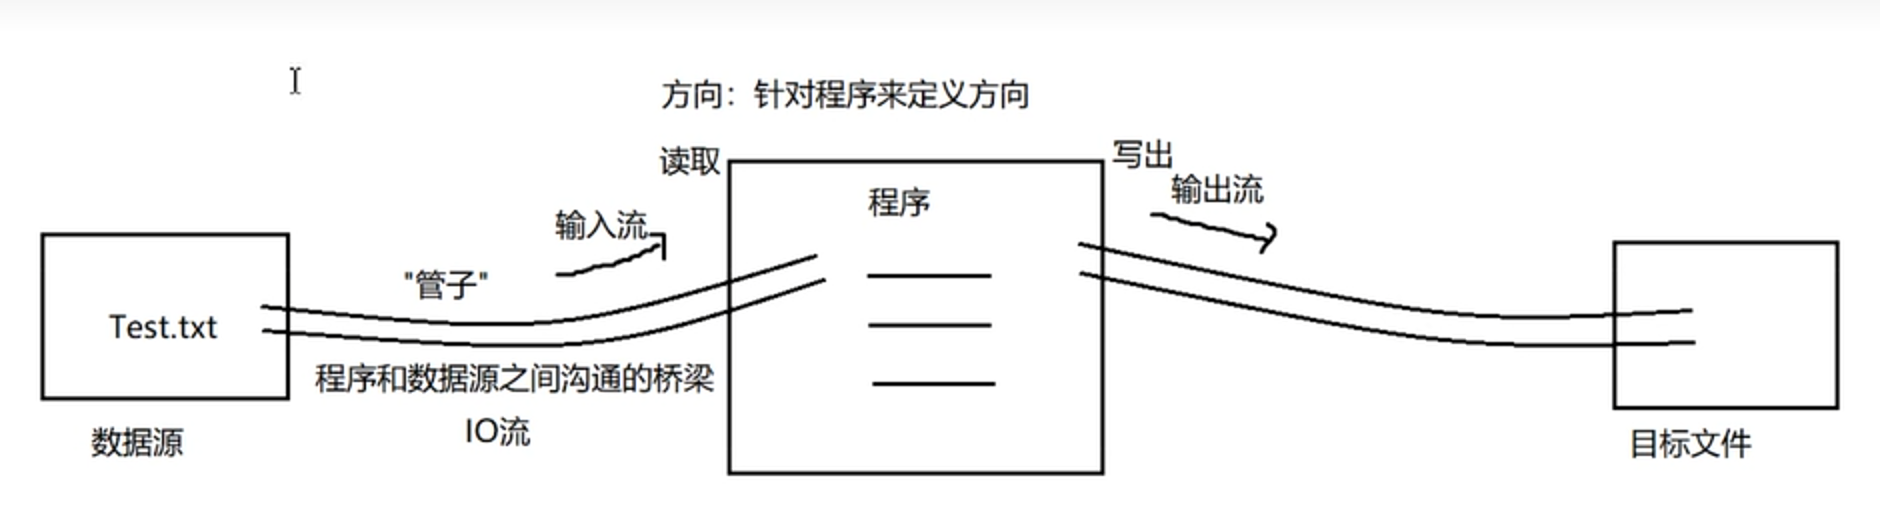 方向：针对程序来定义方向
读取
写出
程序
输出流
输入流
"管子"
Test.txt
程序和数据源之间沟通的桥梁
IO流
数据源
目标文件